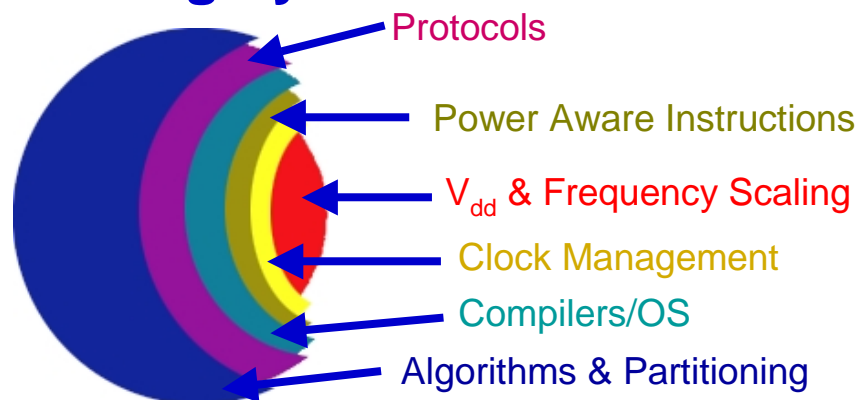 Protocols
Power Aware Instructions
Vdd & Frequency Scaling
Clock Management
Compilers/OS
Algorithms & Partitioning